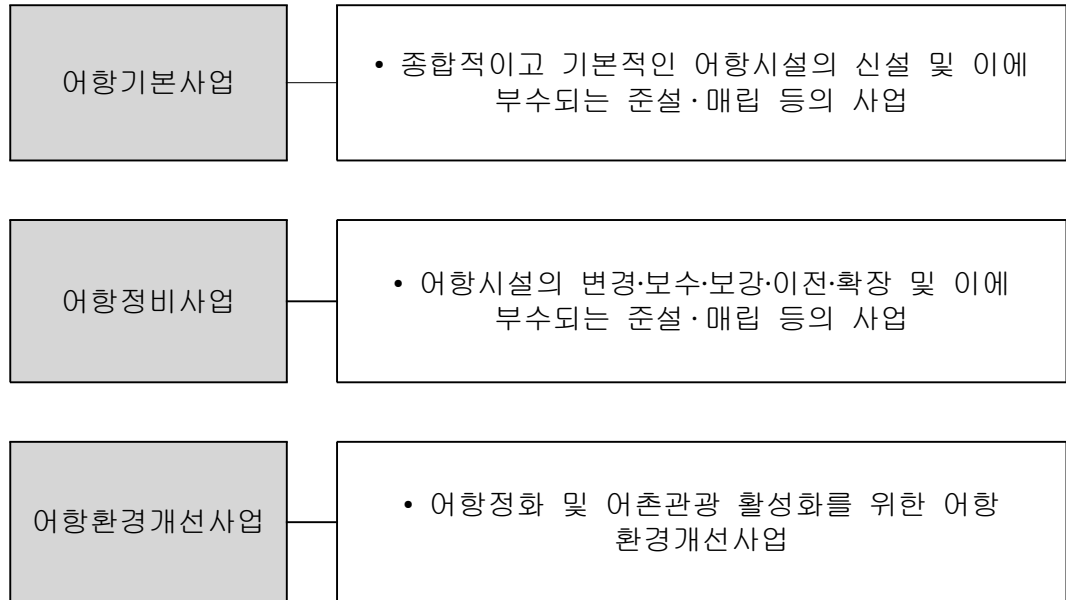 어항기본사업
• 종합적이고 기본적인 어항시설의 신설 및 이에
부수되는 준설·매립 등의 사업
어항정비사업
• 어항시설의 변경·보수·보강·이전·확장 및 이에
부수되는 준설·매립 등의 사업
어항환경개선사업
• 어항정화 및 어촌관광 활성화를 위한 어항
환경개선사업